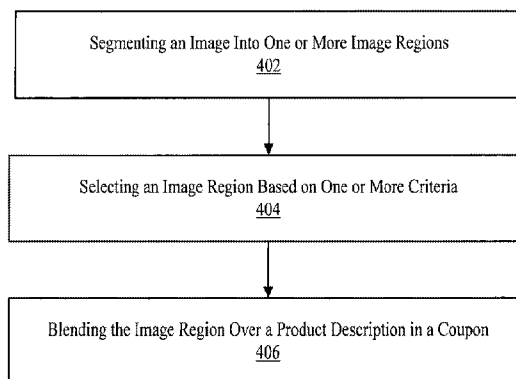 Segmenting an Image Into One or More Image Regions
402
Selecting an Image Region Based on One or More Criteria
404
Blending the Image Region Over a Product Description in a Coupon
406